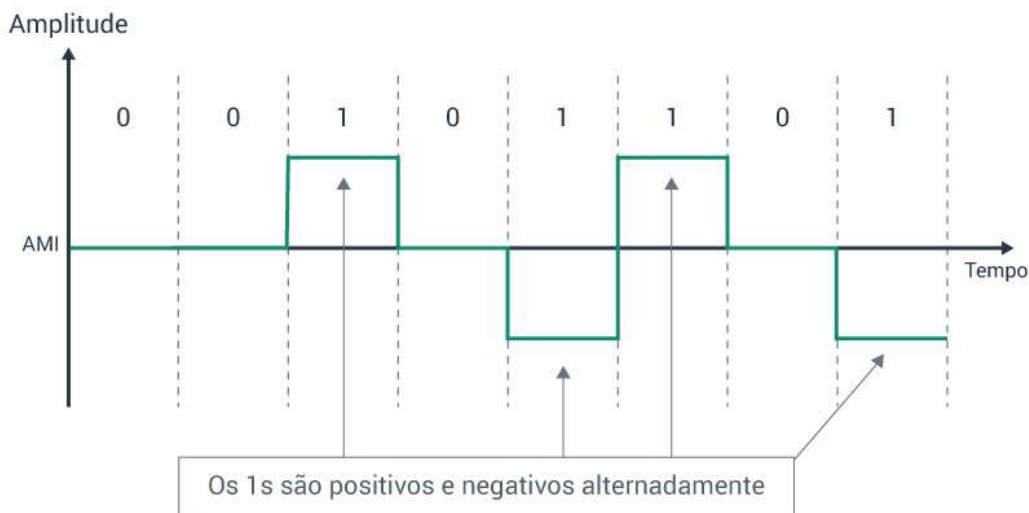 Amplitude
0 0 1 0 1 1 0 1
AMI
Tempo
Os 1s são positivos e negativos alternadamente